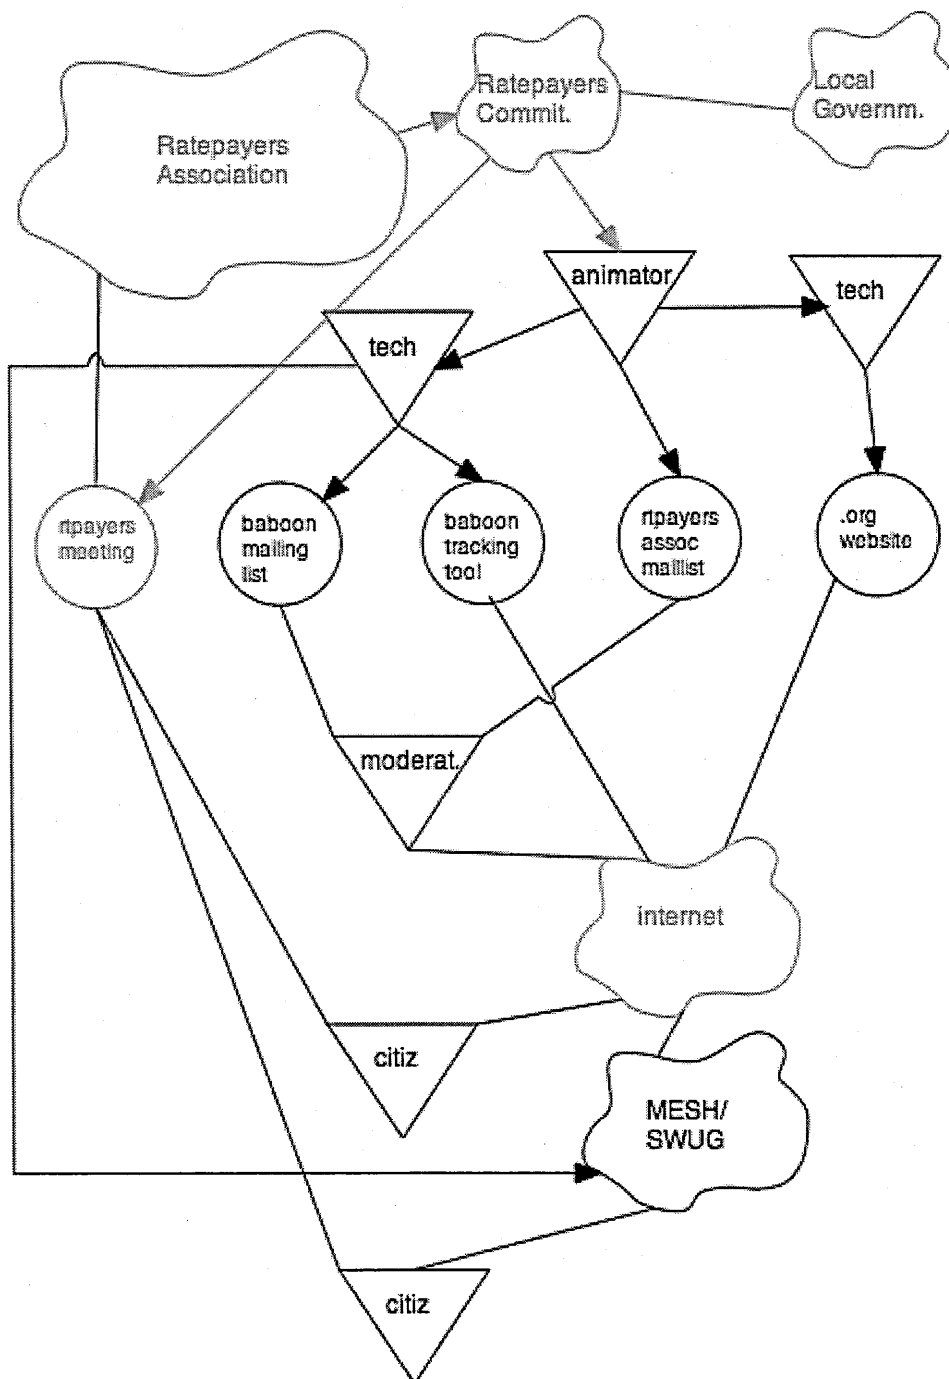 Ratepayers
Commit.
Local
Governm.
Ratepayers
Association
animator
tech
tech
rtpayers
meeting
baboon
mailing
list
baboon
tracking
tool
rtpayers
assoc
maillist
.org
website
moderat.
internet
citiz
MESH/
SWUG
citiz